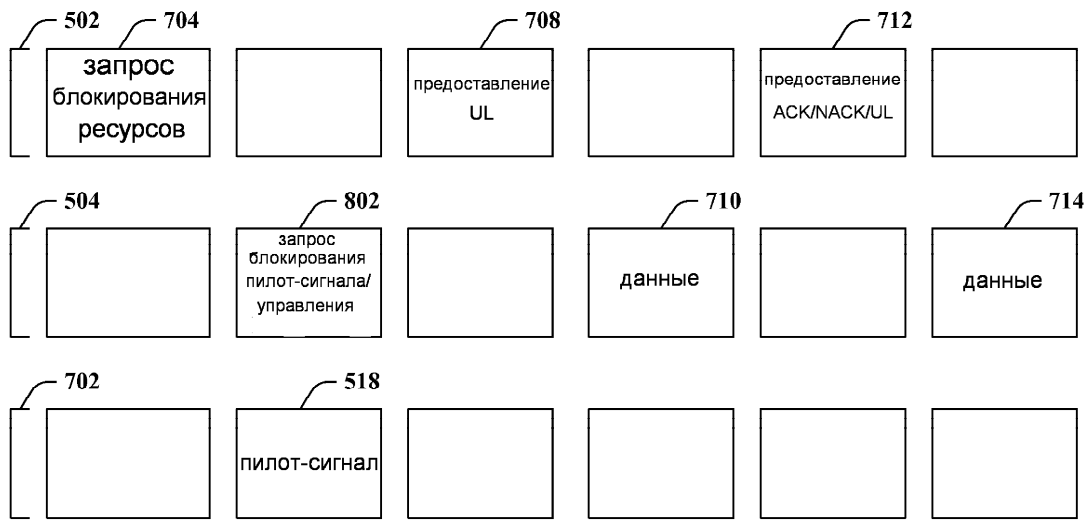 502
704
708
712
запрос
блокирования
ресурсов
предоставление
UL
предоставление
ACK/NACK/UL
504
802
710
714
запрос
блокирования
пилот-сигнала/
управления
данные
данные
702
518
пилот-сигнал